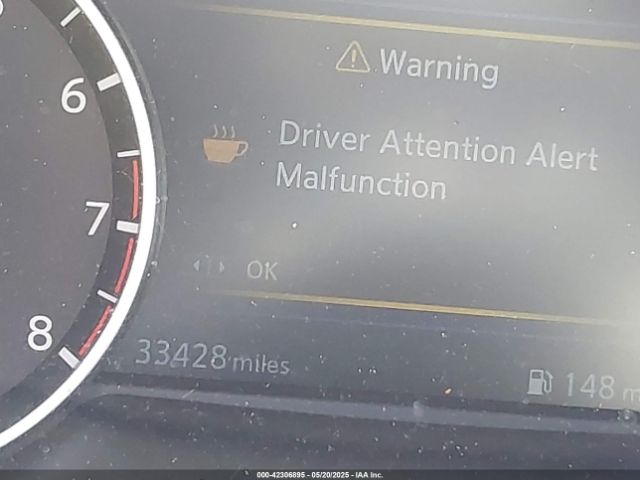 6
Warning
Driver Attention Alert
Malfunction
7
OK
8
33428 miles
148 m
000-42306895 - 05/20/2025 - IAA Inc.